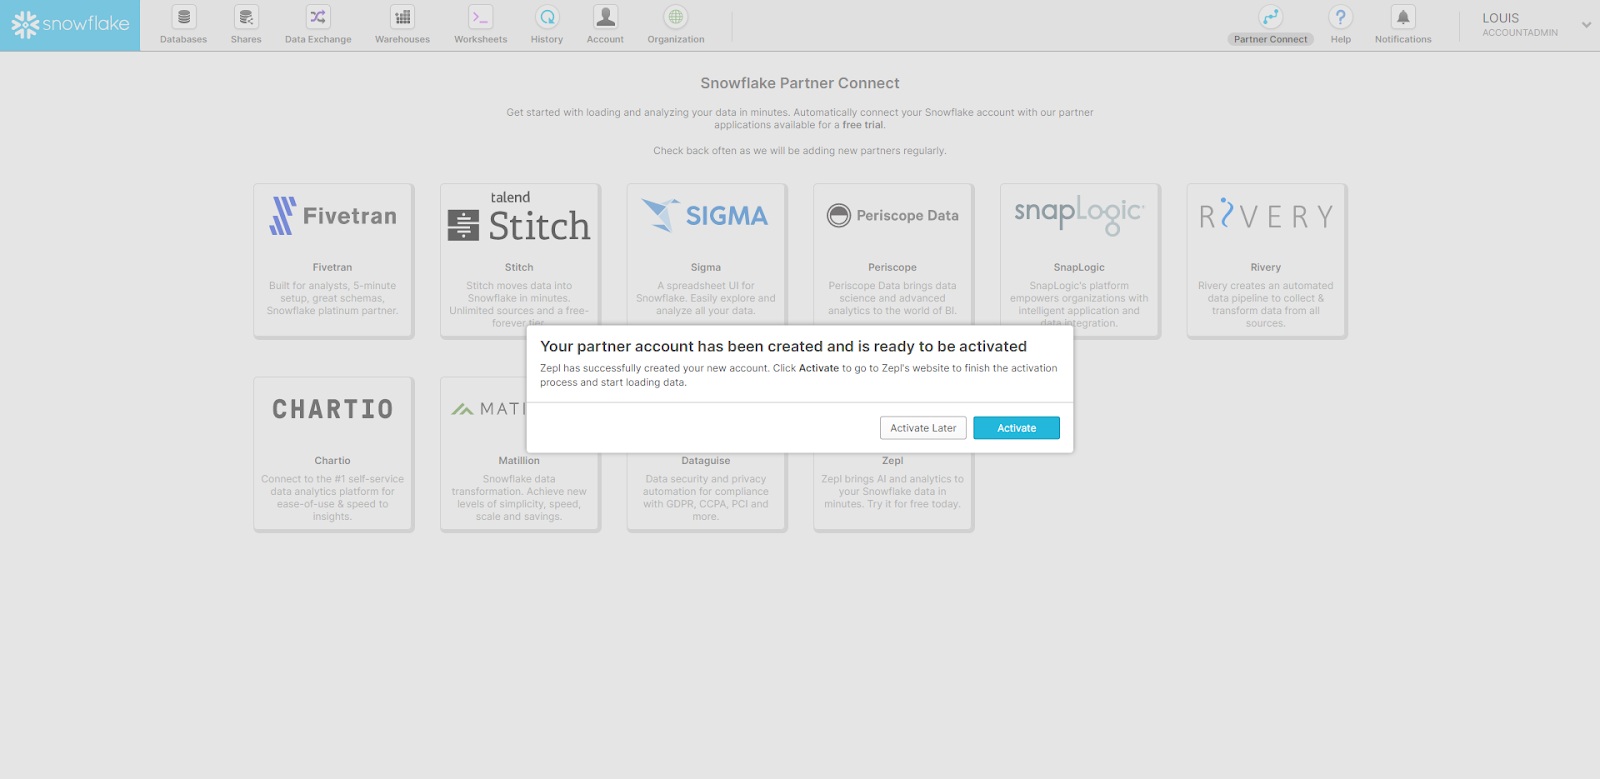 snowflake
Databases
Shares
Data Exchange
Warehouses
Worksheets
History
Account
Organization
Partner Connect
Help
Notifications
LOUIS
ACCOUNTADMIN
Snowflake Partner Connect
Get started with loading and analyzing your data in minutes. Automatically connect your Snowflake account with our partner
applications available for a free trial.
Check back often as we will be adding new partners regularly.
Fivetran
Fivetran
Built for analysts, 5-minute
setup, great schemas,
Snowflake platinum partner.
talend
Stitch
Stitch
Stitch moves data into
Snowflake in minutes.
Unlimited sources and a free-
forever tier.
SIGMA
Sigma
A spreadsheet UI for
Snowflake. Easily explore and
analyze all your data.
Periscope Data
Periscope
Periscope Data brings data
science and advanced
analytics to the world of BI.
snapLogic
SnapLogic
SnapLogic's platform
empowers organizations with
intelligent application and
data integration.
RIVERY
Rivery
Rivery creates an automated
data pipeline to collect &
transform data from all
sources.
Your partner account has been created and is ready to be activated
Zepl has successfully created your new account. Click Activate to go to Zepl's website to finish the activation
process and start loading data.
Activate Later
Activate
CHARTIO
Chartio
Connect to the #1 self-service
data analytics platform for
ease-of-use & speed to
insights.
MATI
Matillion
Snowflake data
transformation. Achieve new
levels of simplicity, speed,
scale and savings.
Dataguise
Data security and privacy
automation for compliance
with GDPR, CCPA, PCI and
more.
Zepl
Zepl brings AI and analytics to
your Snowflake data in
minutes. Try it for free today.